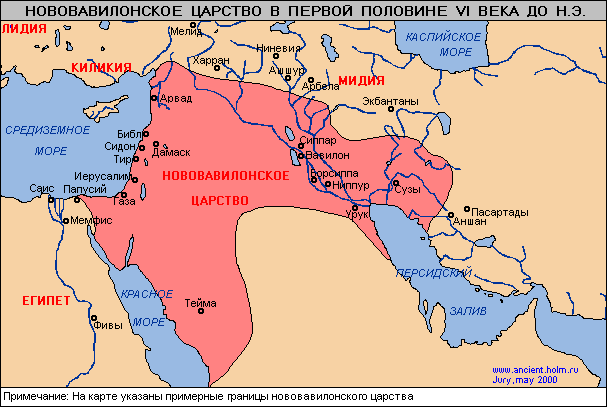 НОВОВАВИЛОНСКОЕ ЦАРСТВО В ПЕРВОЙ ПОЛОВИНЕ VI ВЕКА ДО Н.Э.
ЛИДИЯ
Мелид
КАСПИЙСКОЕ
МОРЕ
КИЛИКИЯ
Харран
Ниневия
Ашшур
Арбела
МИДИЯ
Арвад
Экбантаны
СРЕДИЗЕМНОЕ
МОРЕ
Библ
Сидон
Тир
Дамаск
Сиппар
Вавилон
Иерусалим
НОВОВАВИЛОНСКОЕ
ЦАРСТВО
Борсиппа
Ниппур
Сузы
Саис
Папусий
Газа
Мемфис
Урук
Пасартады
Аншан
ПЕРСИДСКИЙ
ЗАЛИВ
ЕГИПЕТ
КРАСНОЕ
МОРЕ
Тейма
Фивы
www.ancient.holm.ru
Jury, may 2000
Примечание: На карте указаны примерные границы нововавилонского царства